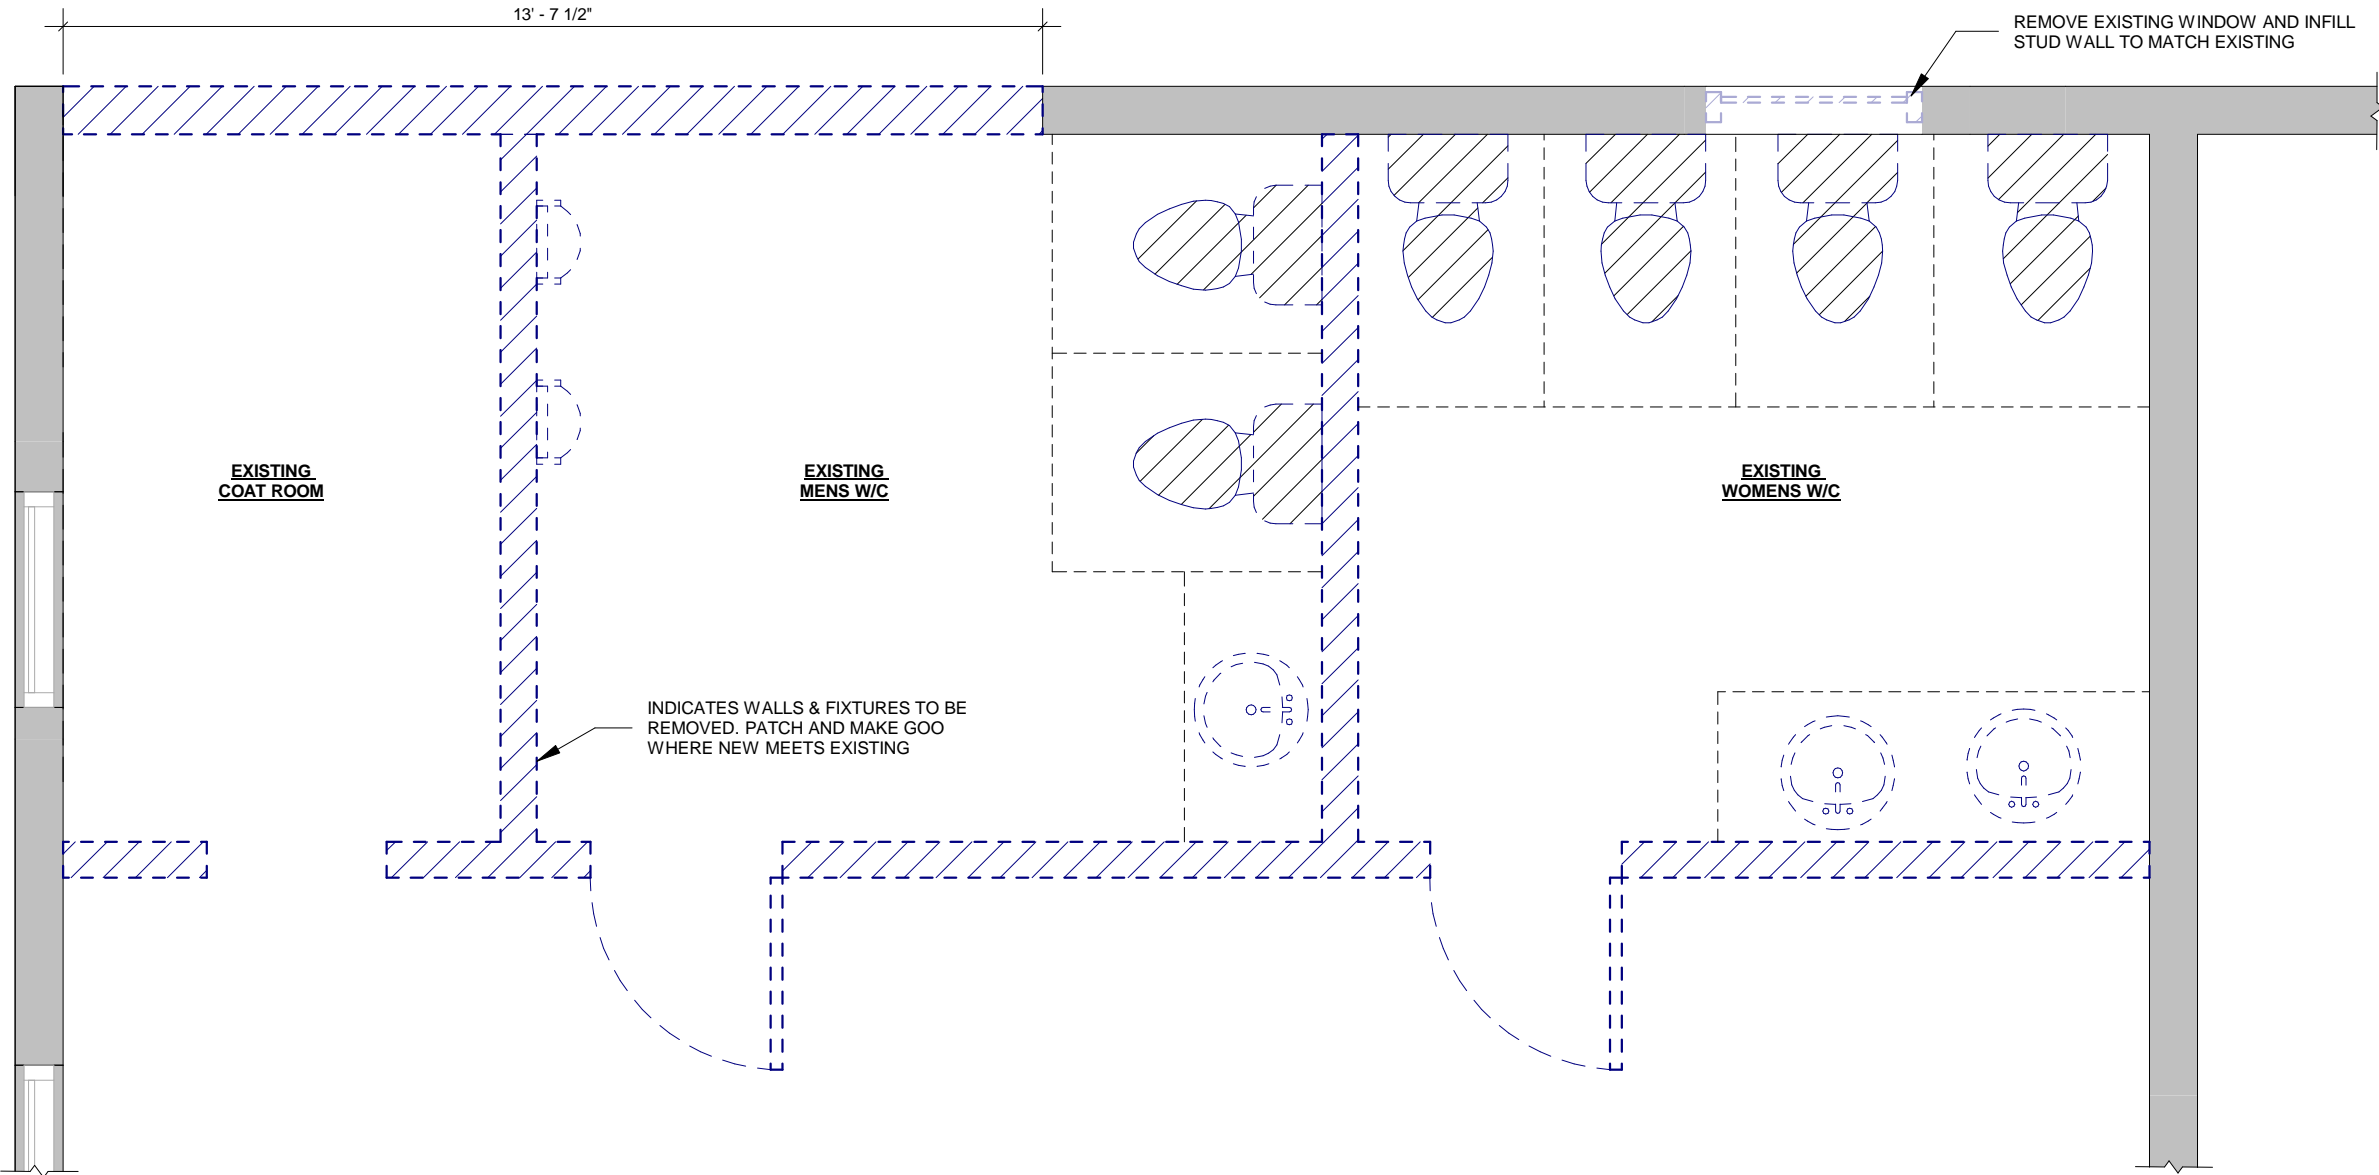 13' - 7 1/2"
REMOVE EXISTING WINDOW AND INFILL
STUD WALL TO MATCH EXISTING
EXISTING
COAT ROOM
EXISTING
MENS W/C
EXISTING
WOMENS W/C
INDICATES WALLS & FIXTURES TO BE
REMOVED. PATCH AND MAKE GOO
WHERE NEW MEETS EXISTING